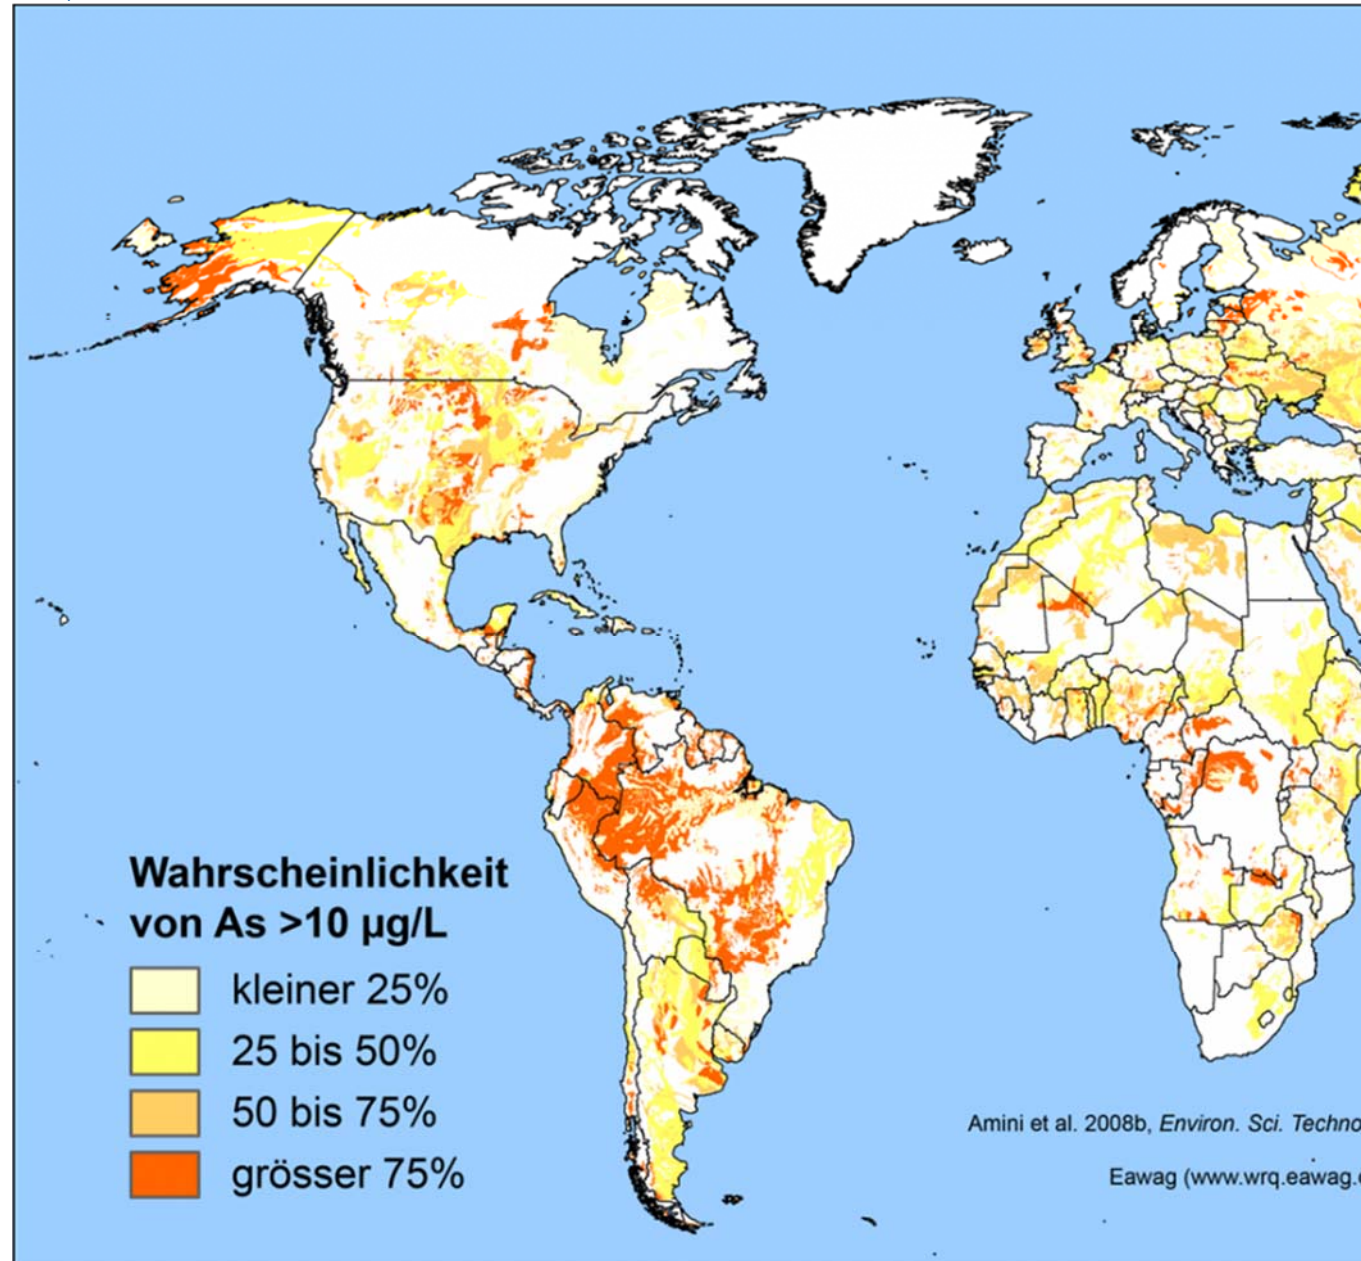 Wahrscheinlichkeit
von As >10 µg/L
kleiner 25%
25 bis 50%
50 bis 75%
grösser 75%
Amini et al. 2008b, Environ. Sci. Techno
Eawag (www.wrq.eawag.